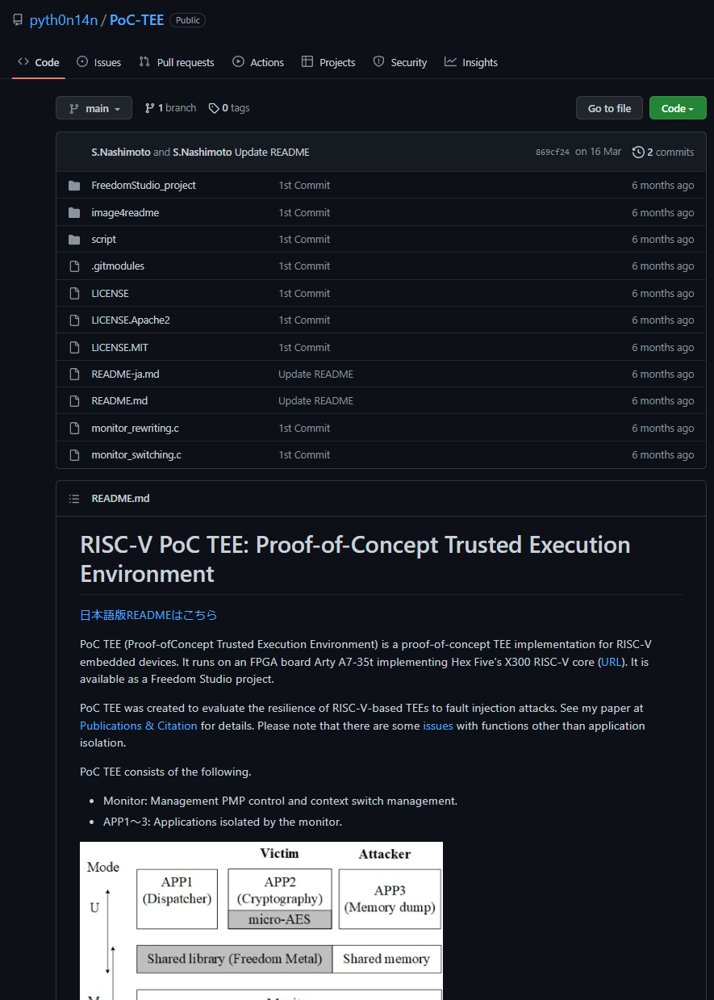 pyth0n14n / PoC-TEE Public
Code Issues Pull requests Actions Projects Security Insights
main 1 branch 0 tags Go to file Code
S.Nashimoto and S.Nashimoto Update README 869cf24 on 16 Mar 2 commits
FreedomStudio_project 1st Commit 6 months ago
image4readme 1st Commit 6 months ago
script 1st Commit 6 months ago
.gitmodules 1st Commit 6 months ago
LICENSE 1st Commit 6 months ago
LICENSE.Apache2 1st Commit 6 months ago
LICENSE.MIT 1st Commit 6 months ago
README-ja.md Update README 6 months ago
README.md Update README 6 months ago
monitor_rewriting.c 1st Commit 6 months ago
monitor_switching.c 1st Commit 6 months ago
README.md
RISC-V PoC TEE: Proof-of-Concept Trusted Execution
Environment
日本語版READMEはこちら
PoC TEE (Proof-ofConcept Trusted Execution Environment) is a proof-of-concept TEE implementation for RISC-V
embedded devices. It runs on an FPGA board Arty A7-35t implementing Hex Five's X300 RISC-V core (URL). It is
available as a Freedom Studio project.
PoC TEE was created to evaluate the resilience of RISC-V-based TEEs to fault injection attacks. See my paper at
Publications & Citation for details. Please note that there are some issues with functions other than application
isolation.
PoC TEE consists of the following.
Monitor: Management PMP control and context switch management.
APP1～3: Applications isolated by the monitor.
Victim Attacker
Mode
APP1 APP2 APP3
(Dispatcher) (Cryptography) (Memory dump)
U micro-AES
Shared library (Freedom Metal) Shared memory